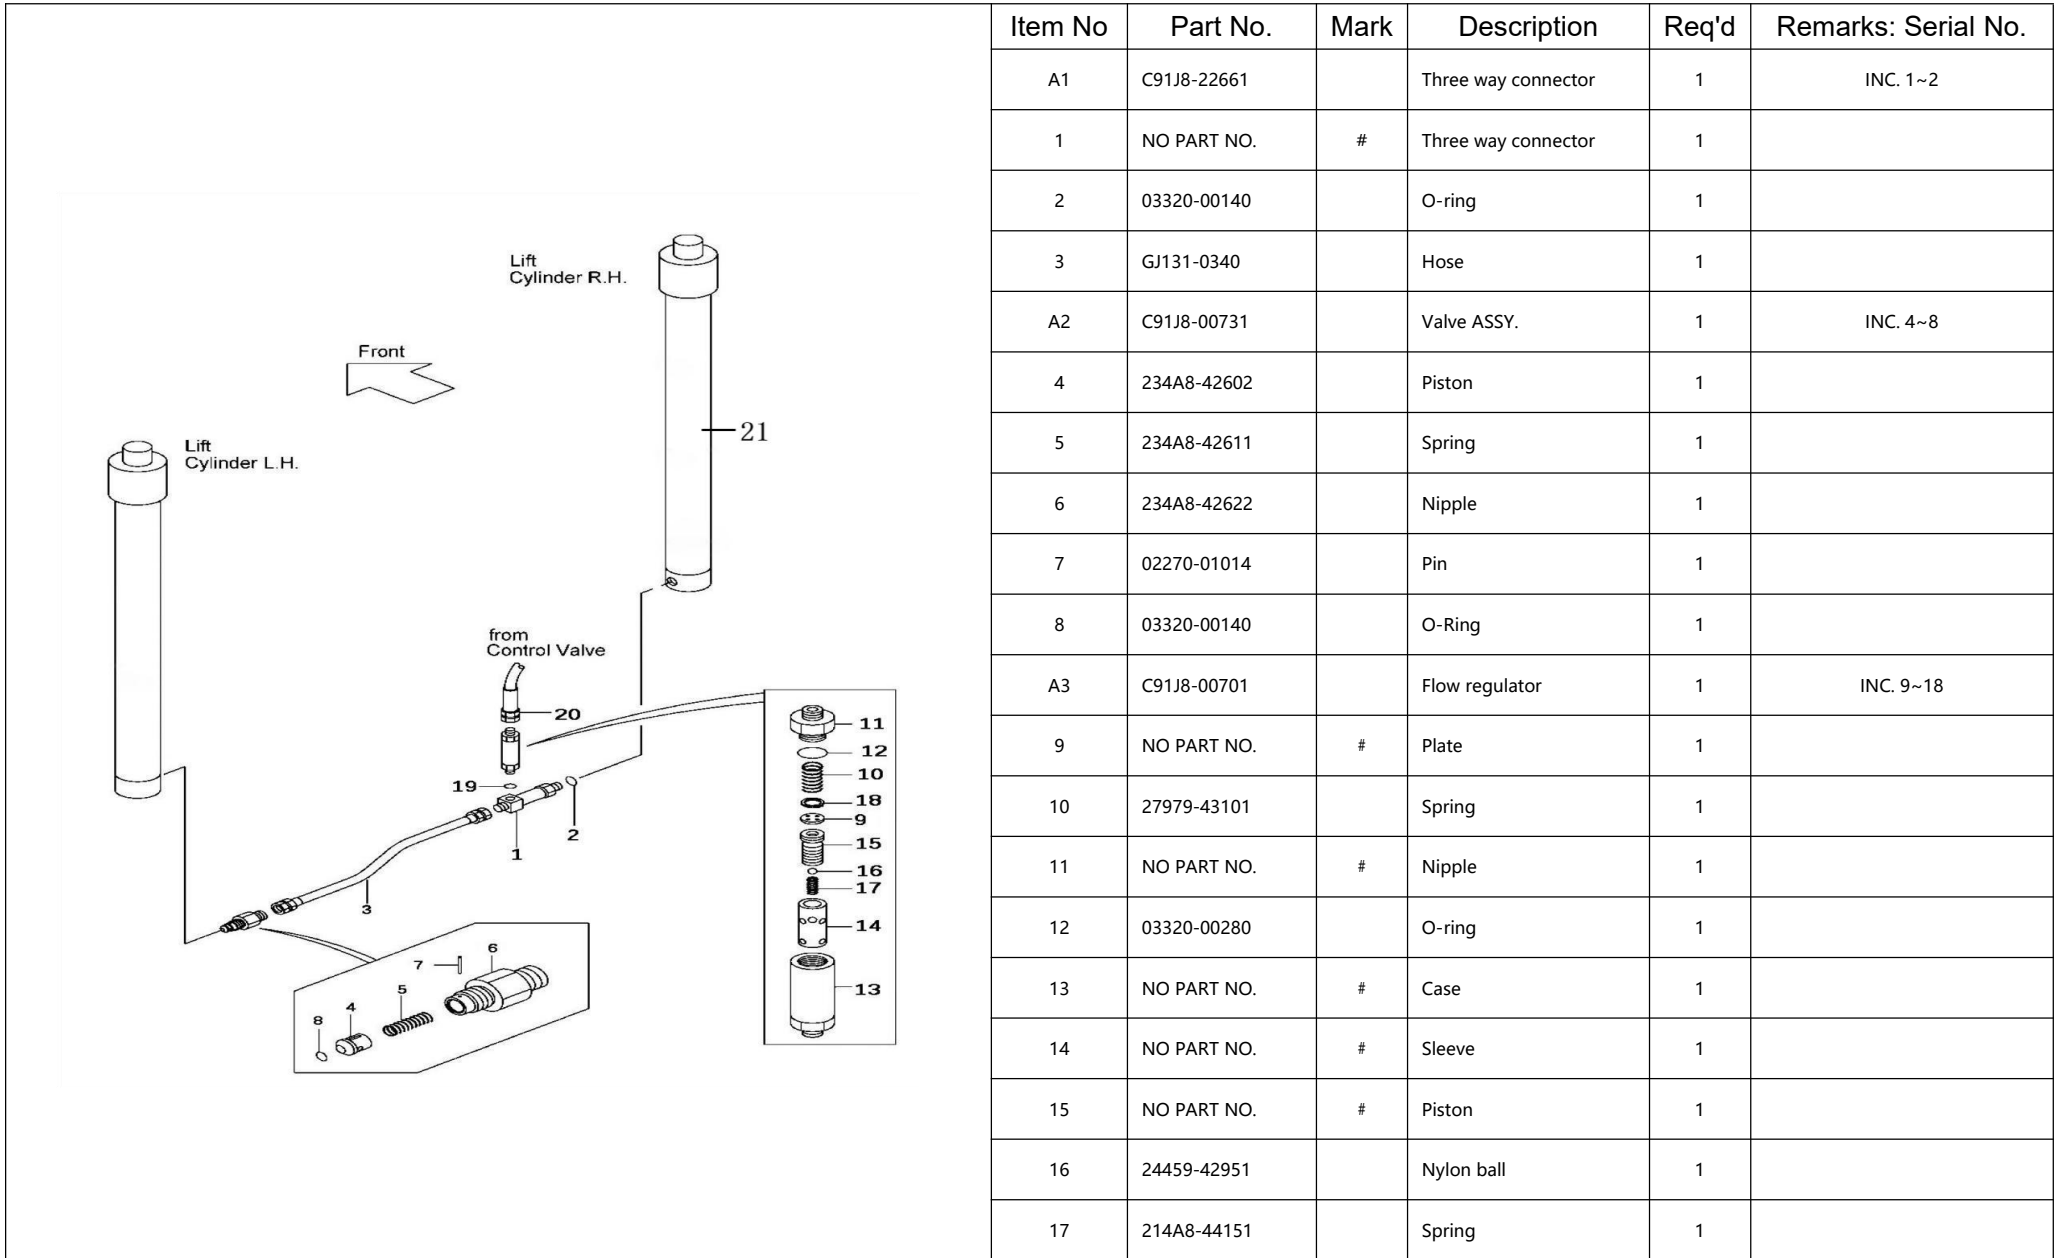 Lift
Cylinder R.H.
Front
21
Lift
Cylinder L.H.
from
Control Valve
20
11
12
10
18
9
15
16
17
14
13
19
2
1
3
7
6
5
4
8
Item No Part No. Mark Description Req'd Remarks: Serial No.
A1 C91J8-22661 Three way connector 1 INC. 1~2
1 NO PART NO. # Three way connector 1
2 03320-00140 O-ring 1
3 GJ131-0340 Hose 1
A2 C91J8-00731 Valve ASSY. 1 INC. 4~8
4 234A8-42602 Piston 1
5 234A8-42611 Spring 1
6 234A8-42622 Nipple 1
7 02270-01014 Pin 1
8 03320-00140 O-Ring 1
A3 C91J8-00701 Flow regulator 1 INC. 9~18
9 NO PART NO. # Plate 1
10 27979-43101 Spring 1
11 NO PART NO. # Nipple 1
12 03320-00280 O-ring 1
13 NO PART NO. # Case 1
14 NO PART NO. # Sleeve 1
15 NO PART NO. # Piston 1
16 24459-42951 Nylon ball 1
17 214A8-44151 Spring 1